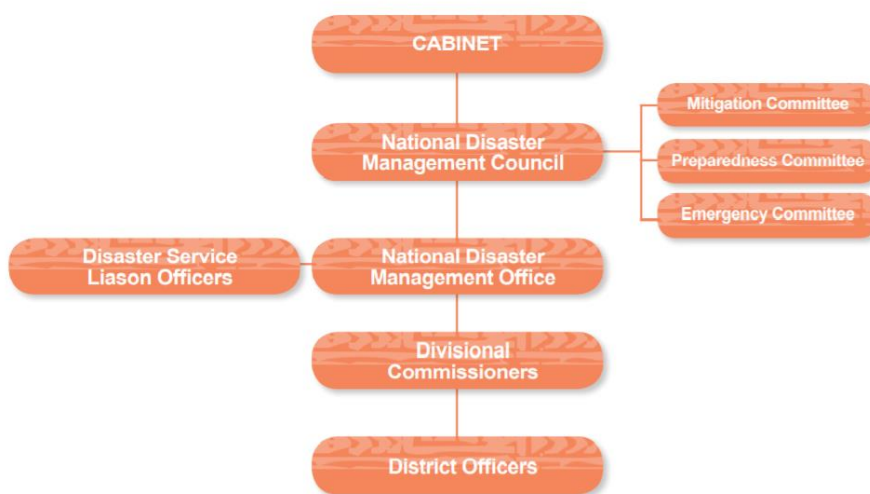 CABINET
National Disaster
Management Council
Mitigation Committee
Preparedness Committee
Emergency Committee
Disaster Service
Liason Officers
National Disaster
Management Office
Divisional
Commissioners
District Officers